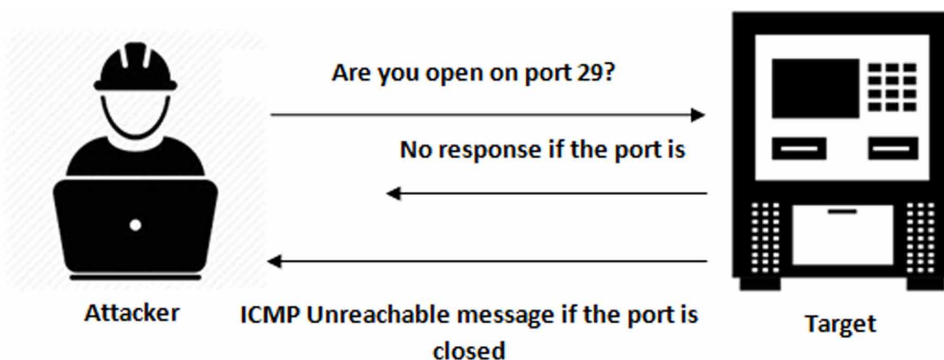 Are you open on port 29?
No response if the port is
Attacker
ICMP Unreachable message if the port is
closed
Target